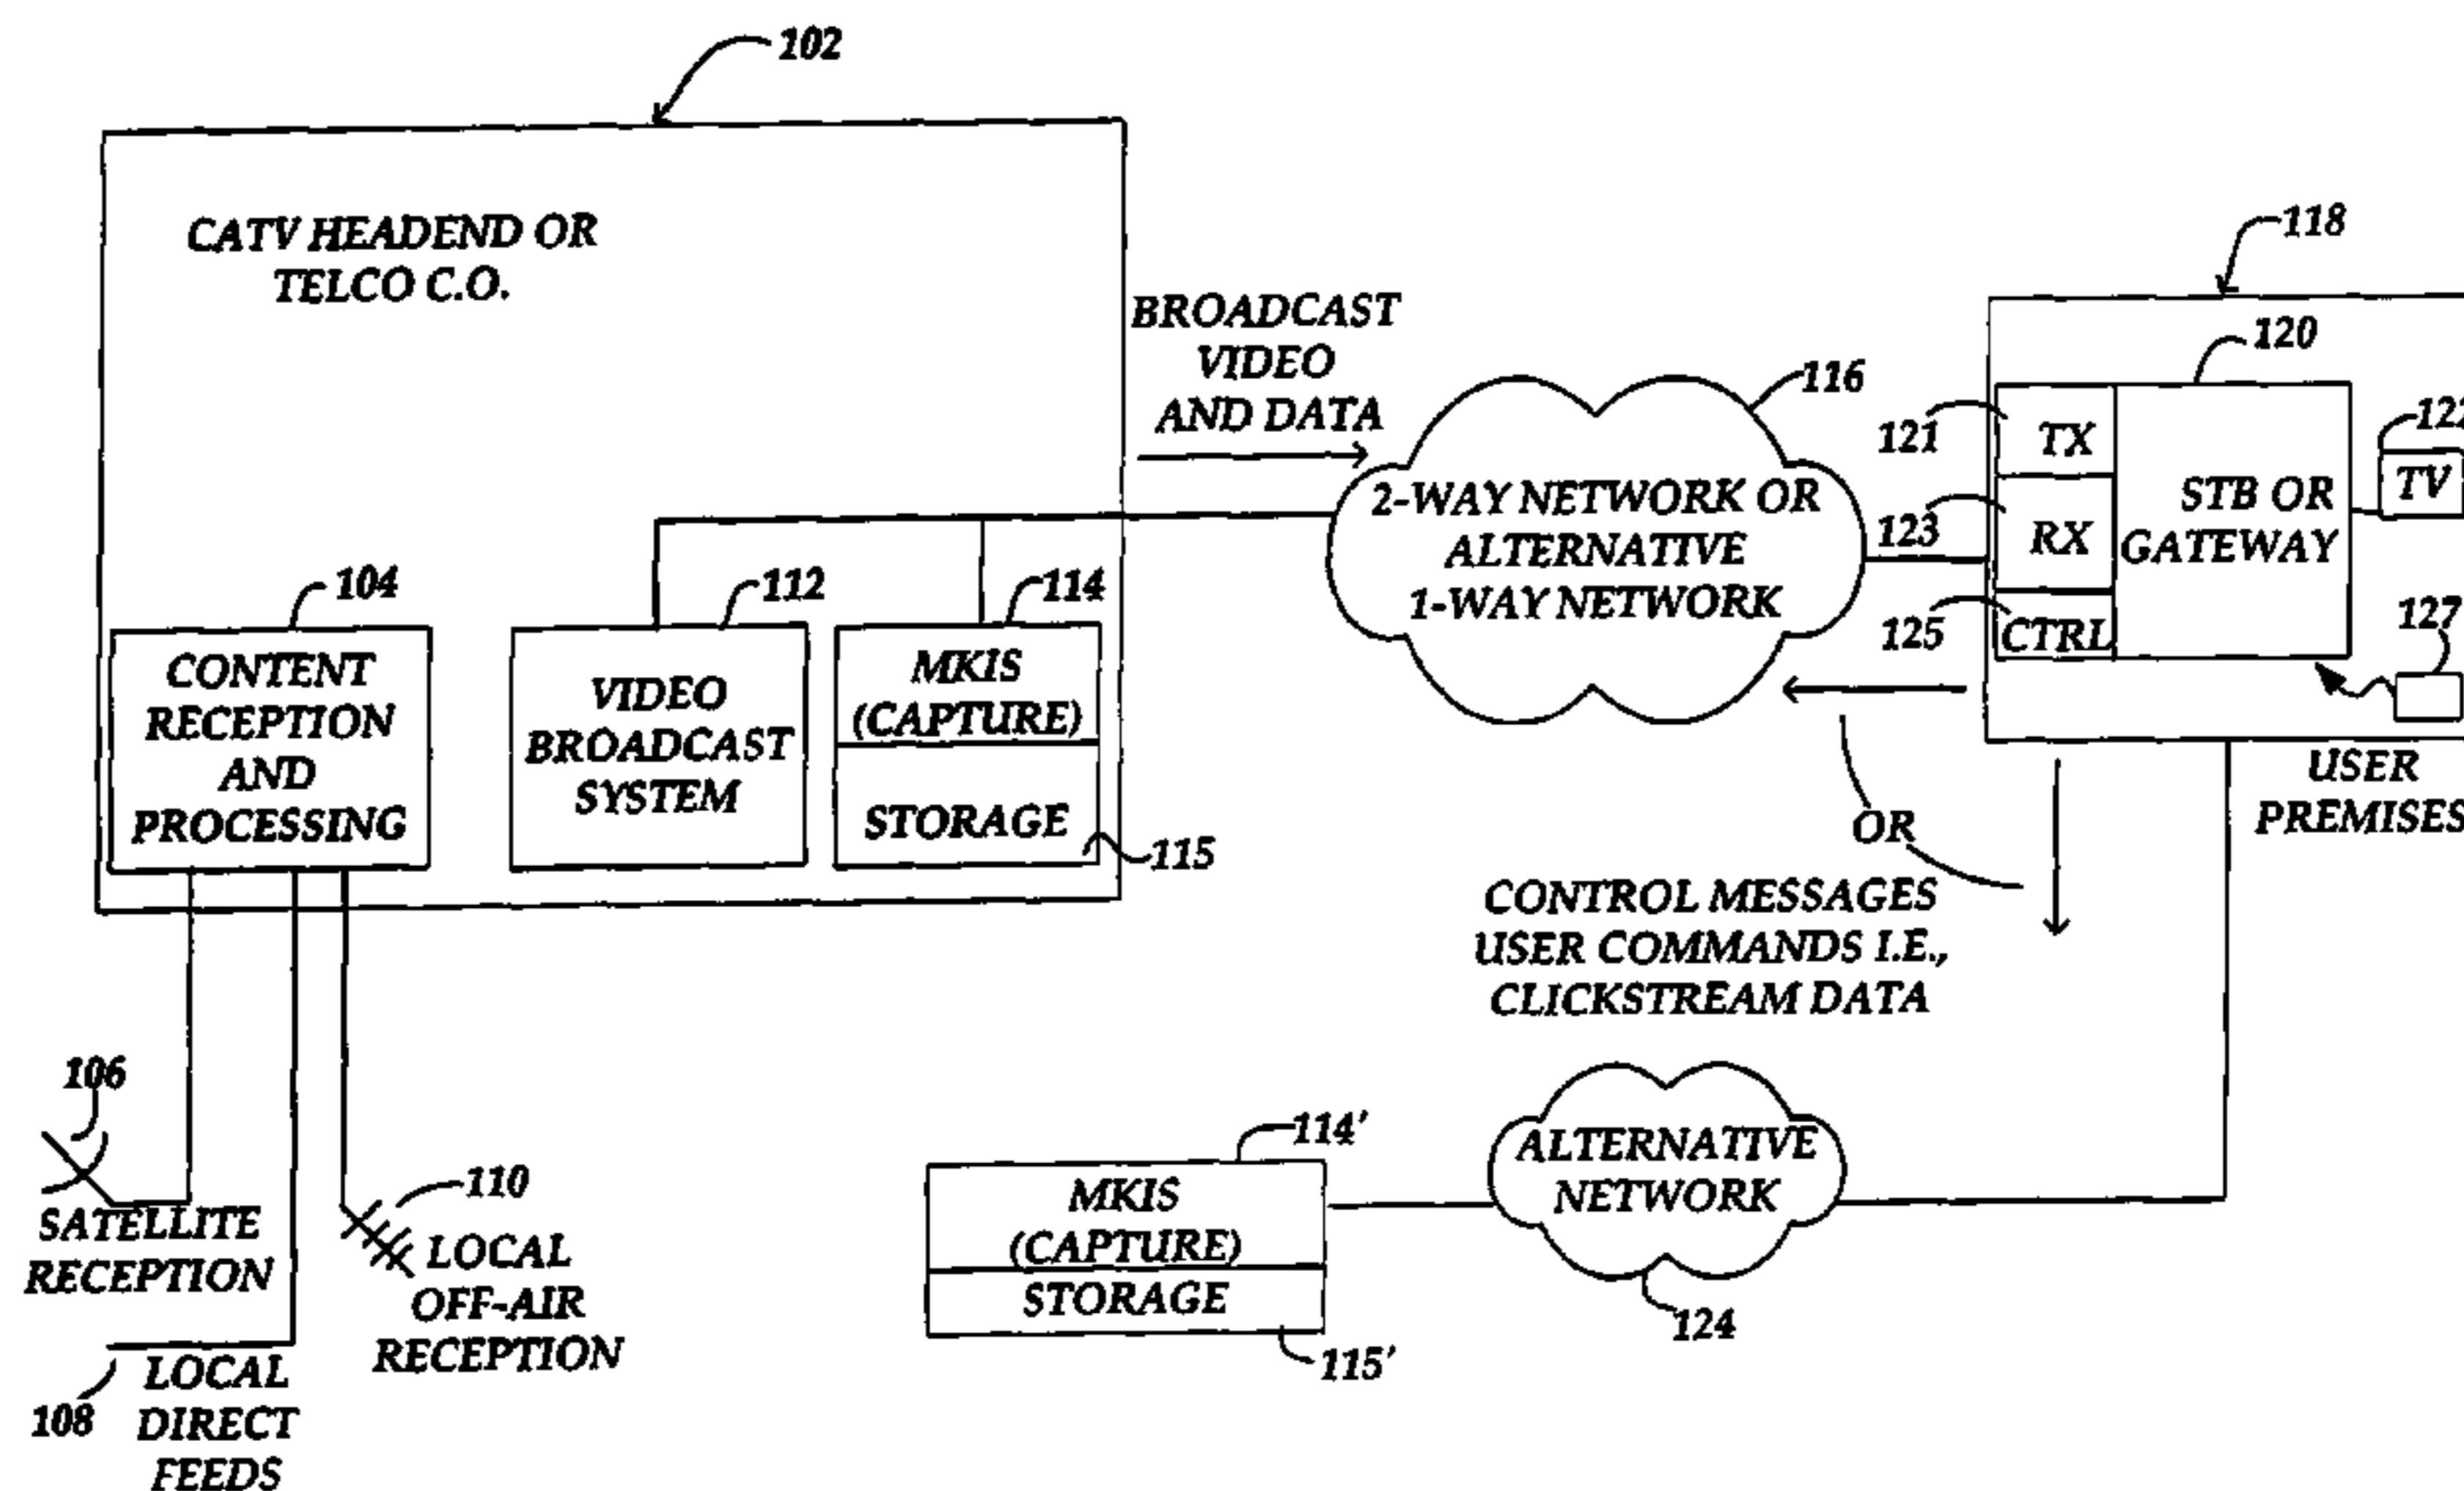 102
CATV HEADEND OR
TELCO C.O.
BROADCAST
VIDEO
AND DATA
118
120
116
121
TX
122
TV
2-WAY NETWORK OR
ALTERNATIVE
1-WAY NETWORK
123
RX
STB OR
GATEWAY
125
CTRL
127
104
112
114
CONTENT
RECEPTION
AND
PROCESSING
VIDEO
BROADCAST
SYSTEM
MKIS
(CAPTURE)
STORAGE
115
USER
PREMISES
OR
CONTROL MESSAGES
USER COMMANDS I.E.,
CLICKSTREAM DATA
106
SATELLITE
RECEPTION
110
LOCAL
OFF-AIR
RECEPTION
108
LOCAL
DIRECT
FEEDS
114'
MKIS
(CAPTURE)
STORAGE
115'
ALTERNATIVE
NETWORK
124